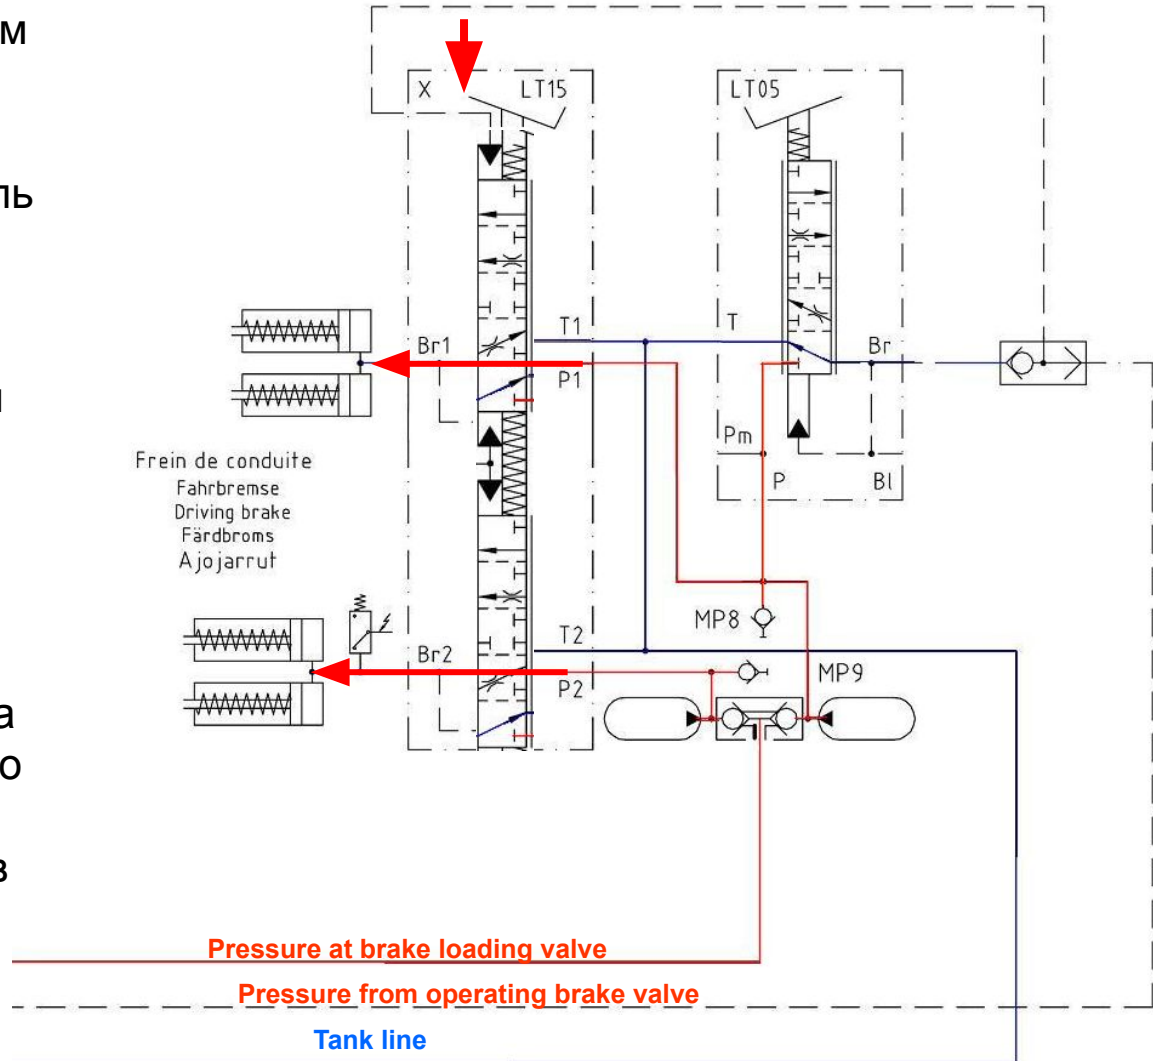 м
X
LT15
LT05
ль
T1
T
Br1
Br
P1
Pm
P
Bl
Frein de conduite
Fahrbremse
Driving brake
Färdbroms
Ajojarrut
MP8
T2
Br2
MP9
P2
а
о
в
Pressure at brake loading valve
Pressure from operating brake valve
Tank line